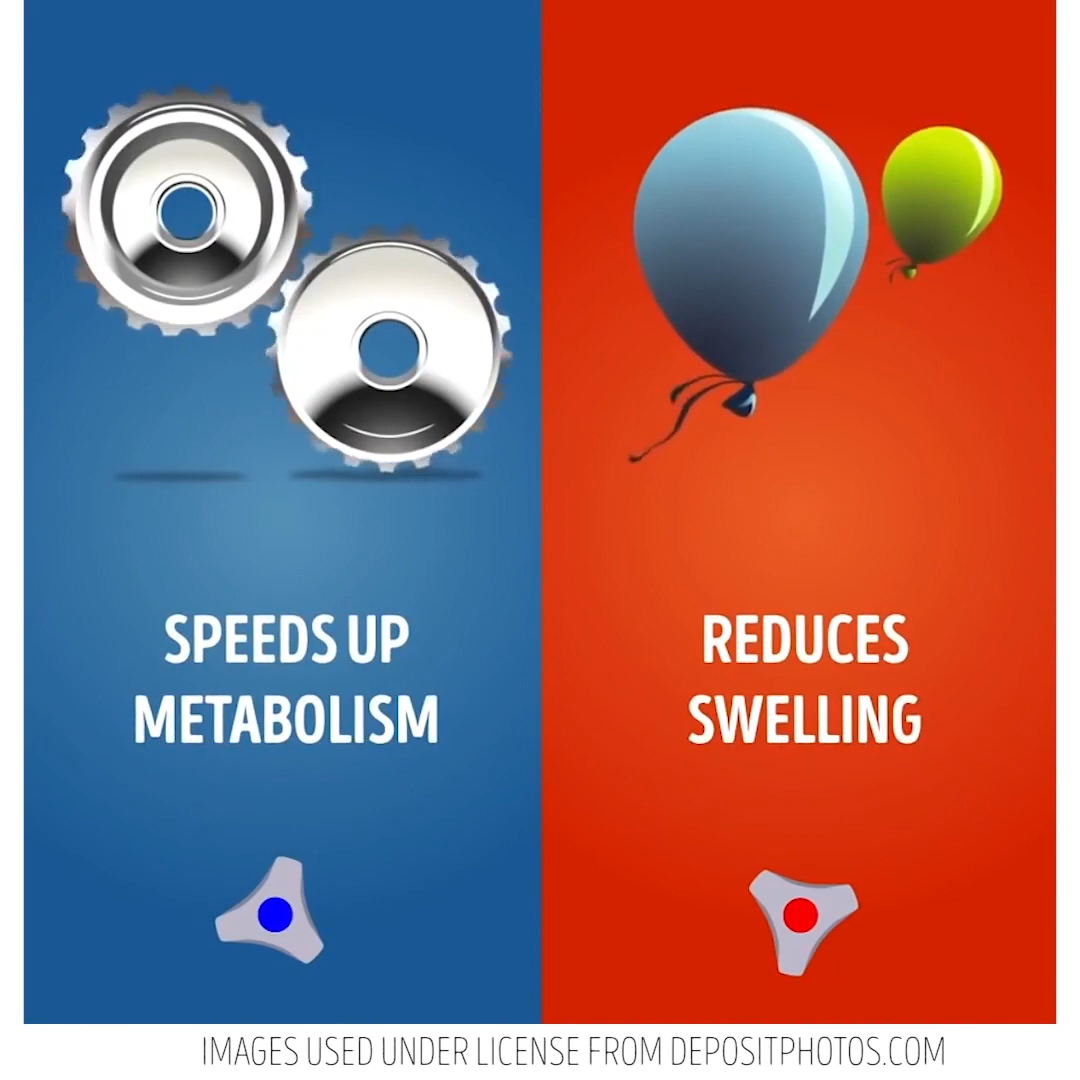 SPEEDS UP
METABOLISM
REDUCES
SWELLING
IMAGES USED UNDER LICENSE FROM DEPOSITPHOTOS.COM